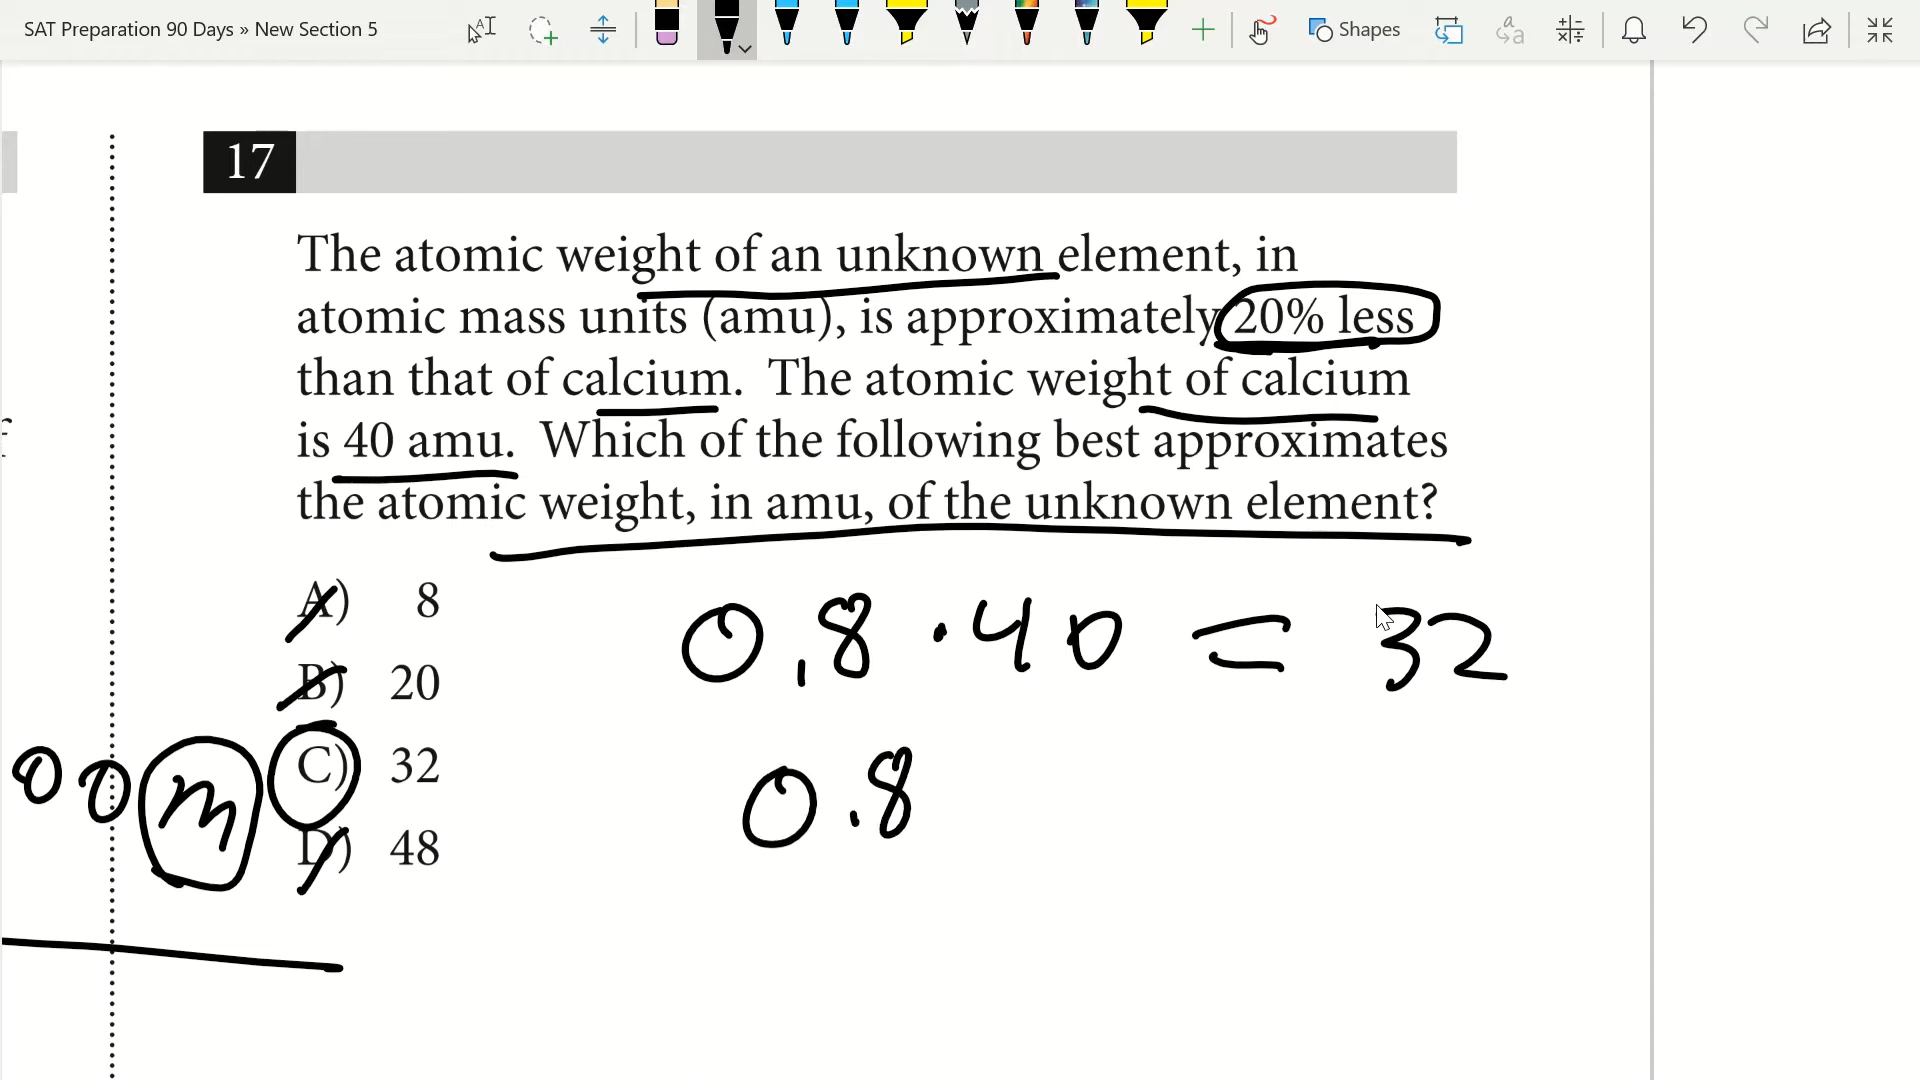 SAT Preparation 90 Days » New Section 5
Shapes
17
The atomic weight of an unknown element, in
atomic mass units (amu), is approximately 20% less
than that of calcium. The atomic weight of calcium
is 40 amu. Which of the following best approximates
the atomic weight, in amu, of the unknown element?
A) 8
B) 20
C) 32
D) 48
0.8 · 40 = 32
0.8
00 m